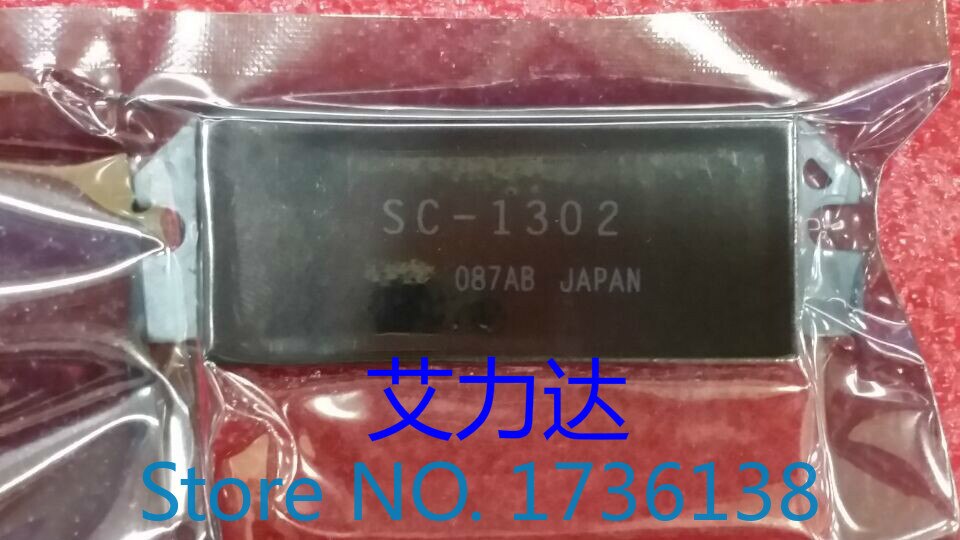 SC-1302
087AB JAPAN
艾力达
Store NO. 1736138